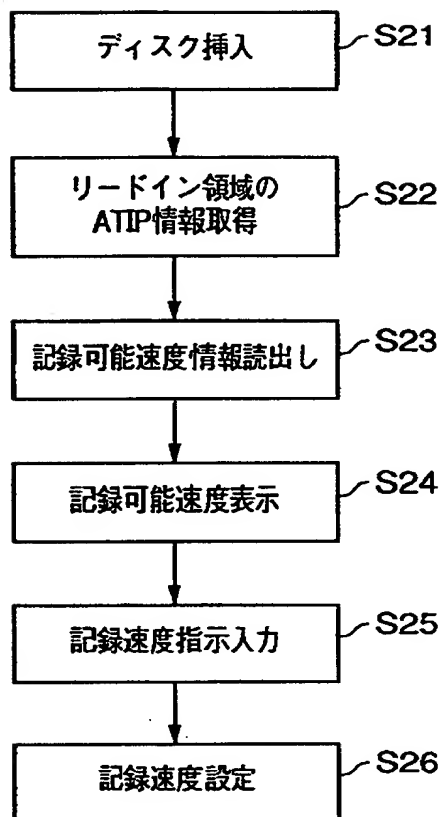 ディスク挿入
S21
リードイン領域の
ATIP情報取得
S22
記録可能速度情報読出し
S23
記録可能速度表示
S24
記録速度指示入力
S25
記録速度設定
S26